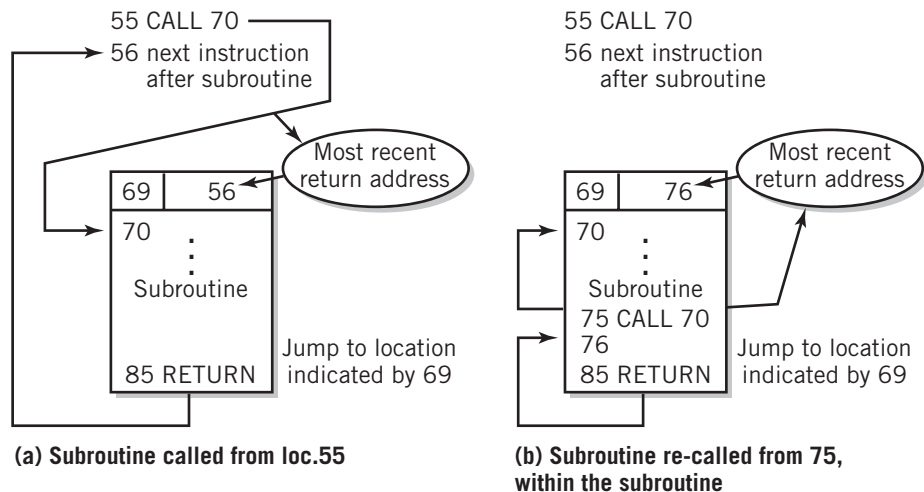 55 CALL 70
56 next instruction
after subroutine
Most recent
return address
69 56
70
.
.
.
Subroutine
85 RETURN
Jump to location
indicated by 69
(a) Subroutine called from loc.55
55 CALL 70
56 next instruction
after subroutine
Most recent
return address
69 76
70
.
.
.
Subroutine
75 CALL 70
76
85 RETURN
Jump to location
indicated by 69
(b) Subroutine re-called from 75,
within the subroutine